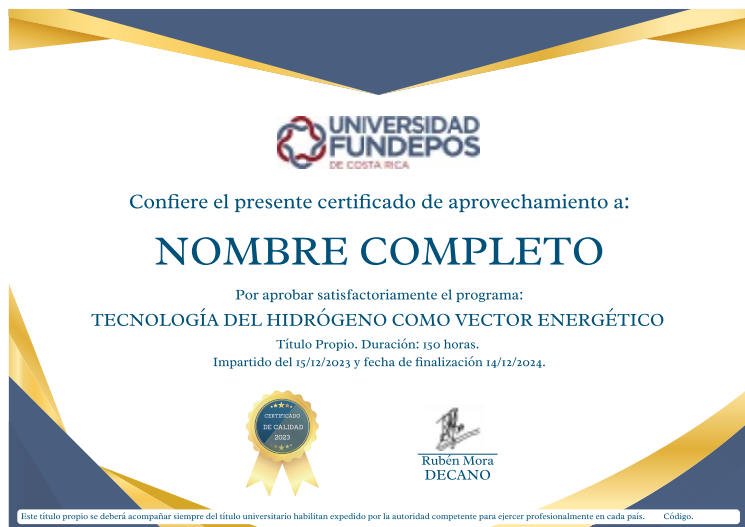 UNIVERSIDAD
FUNDEPOS
DE COSTA RICA
Confiere el presente certificado de aprovechamiento a:
NOMBRE COMPLETO
Por aprobar satisfactoriamente el programa:
TECNOLOGÍA DEL HIDRÓGENO COMO VECTOR ENERGÉTICO
Título Propio. Duración: 150 horas.
Impartido del 15/12/2023 y fecha de finalización 14/12/2024.
CERTIFICADO
DE CALIDAD
2023
Rubén Mora
DECANO
Este título propio se deberá acompañar siempre del título universitario habilitan expedido por la autoridad competente para ejercer profesionalmente en cada país. Código.